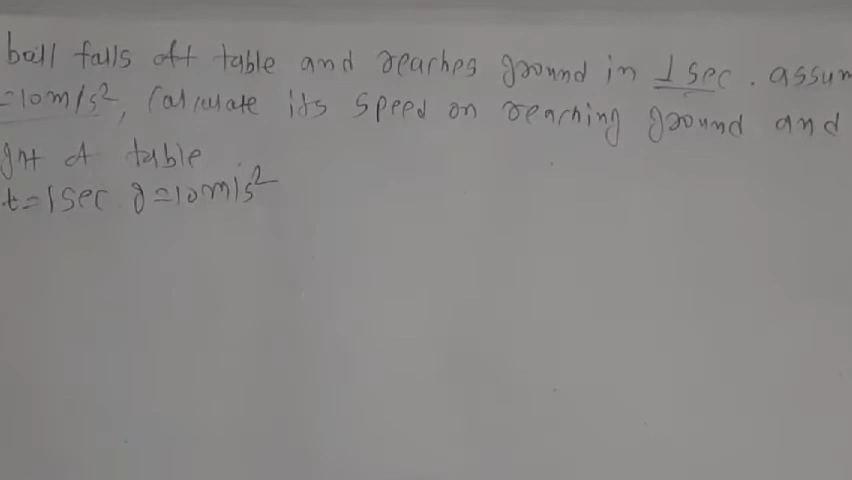 ball falls off table and reaches ground in 1 sec. assum
=10m/s², Calculate its speed on reaching ground and
ght of table
t=1sec g=10m/s²